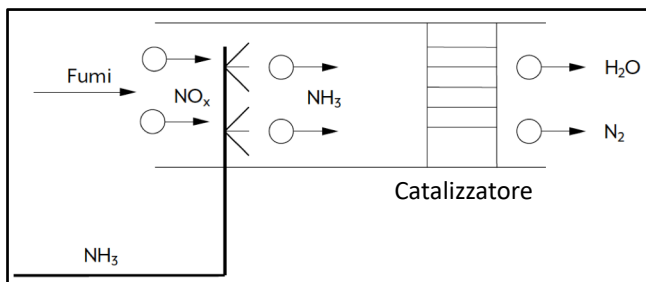 Fumi
NOₓ
NH₃
H₂O
N₂
Catalizzatore
NH₃